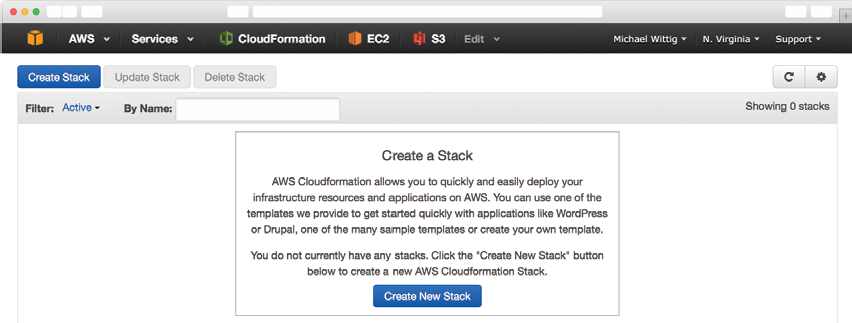 AWS Services CloudFormation EC2 S3 Edit Michael Wittig N. Virginia Support
Create Stack Update Stack Delete Stack
Filter: Active By Name: Showing 0 stacks
Create a Stack
AWS Cloudformation allows you to quickly and easily deploy your
infrastructure resources and applications on AWS. You can use one of the
templates we provide to get started quickly with applications like WordPress
or Drupal, one of the many sample templates or create your own template.
You do not currently have any stacks. Click the "Create New Stack" button
below to create a new AWS Cloudformation Stack.
Create New Stack